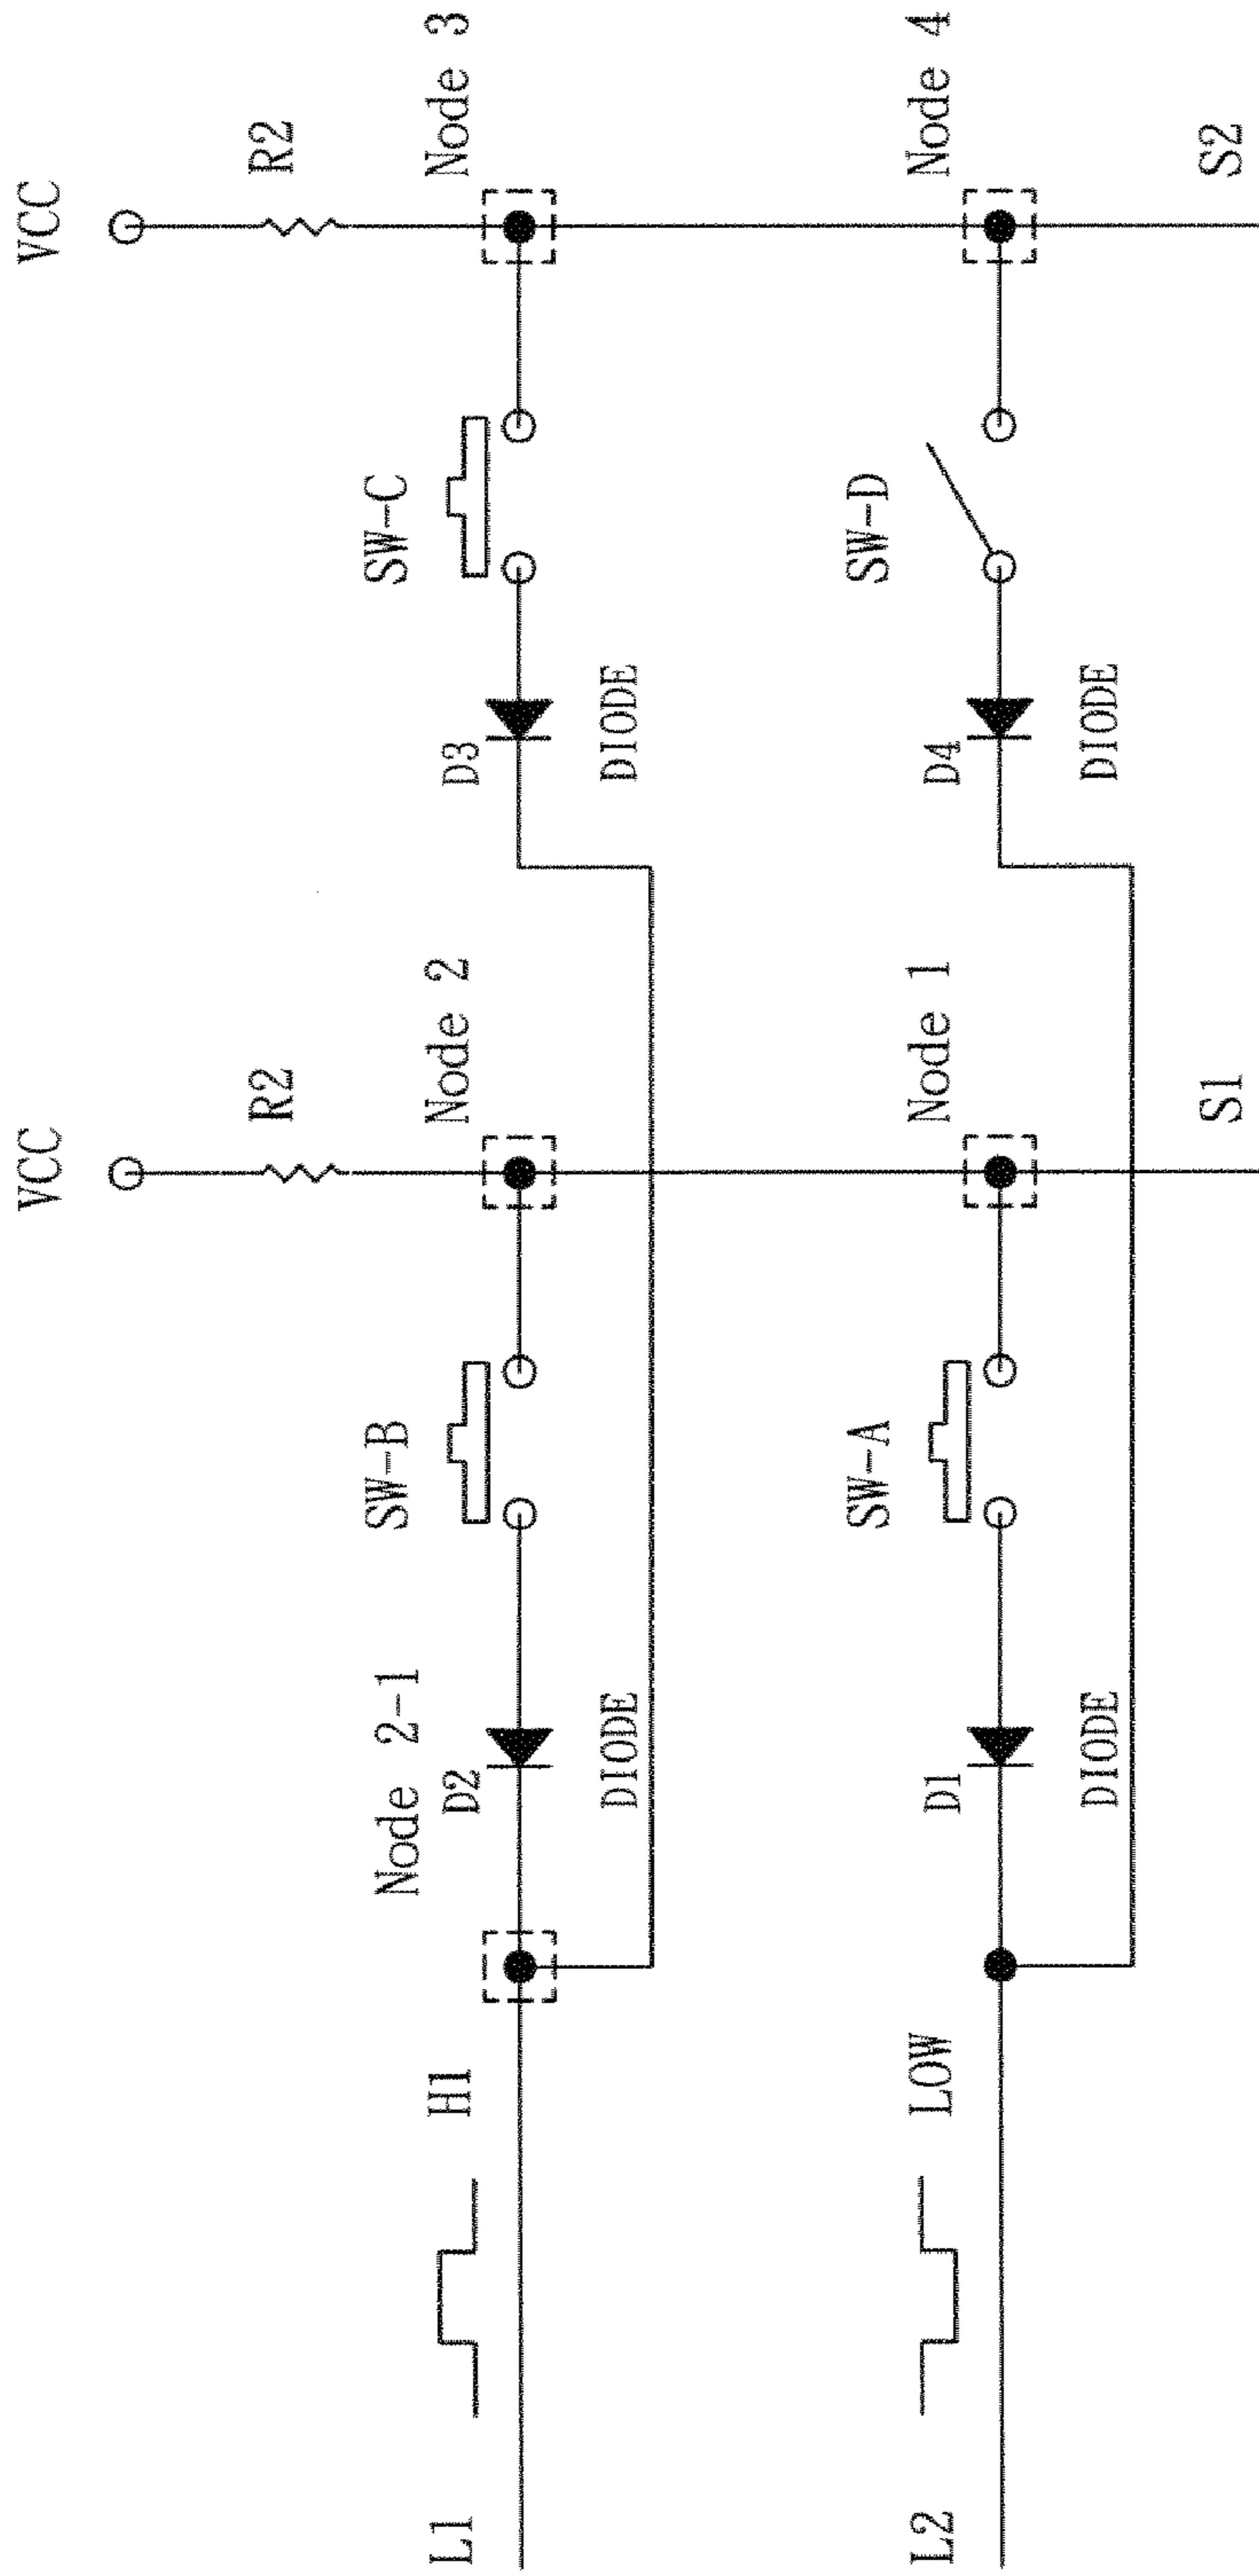 VCC
VCC
R2
R2
L1
H1
Node 2-1
SW-B
Node 2
SW-C
Node 3
D2
D3
DIODE
DIODE
L2
LOW
SW-A
Node 1
SW-D
Node 4
D1
D4
DIODE
DIODE
S1
S2